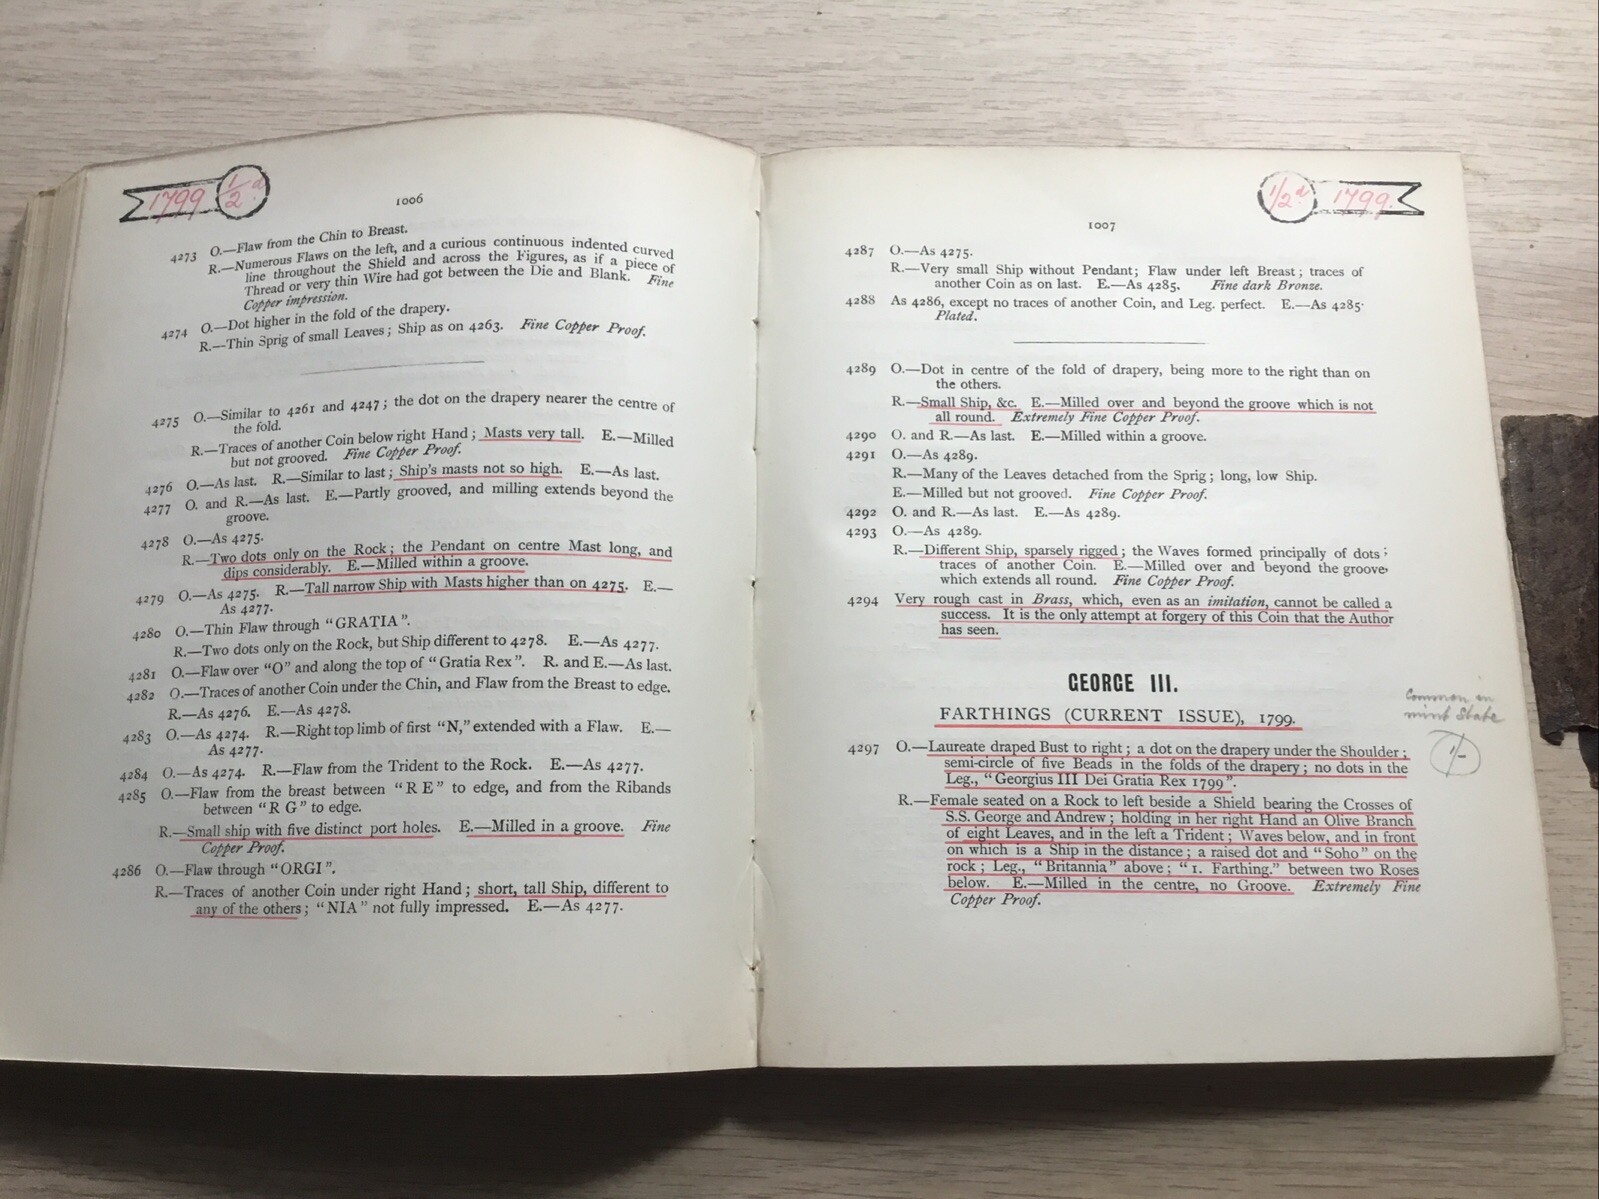 1799 1/2 d
1006
4273 O.—Flaw from the Chin to Breast.
R.—Numerous Flaws on the left, and a curious continuous indented curved
line throughout the Shield and across the Figures, as if a piece of
Thread or very thin Wire had got between the Die and Blank. Fine
Copper impression.
4274 O.—Dot higher in the fold of the drapery.
R.—Thin Sprig of small Leaves; Ship as on 4263. Fine Copper Proof.
4275 O.—Similar to 4261 and 4247; the dot on the drapery nearer the centre of
the fold.
R.—Traces of another Coin below right Hand; Masts very tall. E.—Milled
but not grooved. Fine Copper Proof.
4276 O.—As last. R.—Similar to last; Ship's masts not so high. E.—As last.
4277 O. and R.—As last. E.—Partly grooved, and milling extends beyond the
groove.
4278 O.—As 4275.
R.—Two dots only on the Rock; the Pendant on centre Mast long, and
dips considerably. E.—Milled within a groove.
4279 O.—As 4275. R.—Tall narrow Ship with Masts higher than on 4275. E.—
As 4277.
4280 O.—Thin Flaw through "GRATIA".
R.—Two dots only on the Rock, but Ship different to 4278. E.—As 4277.
4281 O.—Flaw over "O" and along the top of "Gratia Rex". R. and E.—As last.
4282 O.—Traces of another Coin under the Chin, and Flaw from the Breast to edge.
R.—As 4276. E.—As 4278.
4283 O.—As 4274. R.—Right top limb of first "N," extended with a Flaw. E.—
As 4277.
4284 O.—As 4274. R.—Flaw from the Trident to the Rock. E.—As 4277.
4285 O.—Flaw from the breast between "R E" to edge, and from the Ribands
between "R G" to edge.
R.—Small ship with five distinct port holes. E.—Milled in a groove. Fine
Copper Proof.
4286 O.—Flaw through "ORGI".
R.—Traces of another Coin under right Hand; short, tall Ship, different to
any of the others; "NIA" not fully impressed. E.—As 4277.
1/2 d 1799.
1007
4287 O.—As 4275.
R.—Very small Ship without Pendant; Flaw under left Breast; traces of
another Coin as on last. E.—As 4285. Fine dark Bronze.
4288 As 4286, except no traces of another Coin, and Leg. perfect. E.—As 4285.
Plated.
4289 O.—Dot in centre of the fold of drapery, being more to the right than on
the others.
R.—Small Ship, &c. E.—Milled over and beyond the groove which is not
all round. Extremely Fine Copper Proof.
4290 O. and R.—As last. E.—Milled within a groove.
4291 O.—As 4289.
R.—Many of the Leaves detached from the Sprig; long, low Ship.
E.—Milled but not grooved. Fine Copper Proof.
4292 O. and R.—As last. E.—As 4289.
4293 O.—As 4289.
R.—Different Ship, sparsely rigged; the Waves formed principally of dots;
traces of another Coin. E.—Milled over and beyond the groove,
which extends all round. Fine Copper Proof.
4294 Very rough cast in Brass, which, even as an imitation, cannot be called a
success. It is the only attempt at forgery of this Coin that the Author
has seen.
GEORGE III.
FARTHINGS (CURRENT ISSUE), 1799.
Common in
mint State
1/-
4297 O.—Laureate draped Bust to right; a dot on the drapery under the Shoulder;
semi-circle of five Beads in the folds of the drapery; no dots in the
Leg., "Georgius III Dei Gratia Rex 1799".
R.—Female seated on a Rock to left beside a Shield bearing the Crosses of
S.S. George and Andrew; holding in her right Hand an Olive Branch
of eight Leaves, and in the left a Trident; Waves below, and in front
on which is a Ship in the distance; a raised dot and "Soho" on the
rock; Leg., "Britannia" above; "1. Farthing." between two Roses
below. E.—Milled in the centre, no Groove. Extremely Fine
Copper Proof.